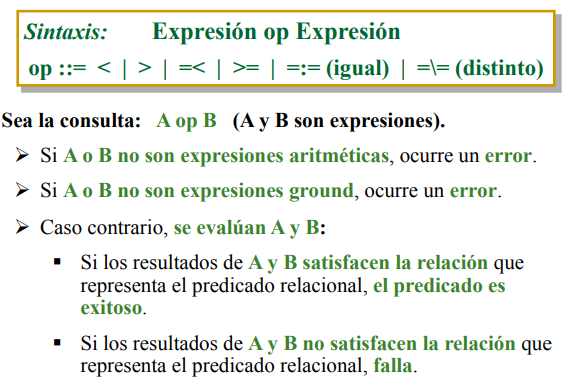 Sintaxis: Expresión op Expresión
op ::= < | > | =< | >= | =:= (igual) | =\= (distinto)
Sea la consulta: A op B (A y B son expresiones).
➢ Si A o B no son expresiones aritméticas, ocurre un error.
➢ Si A o B no son expresiones ground, ocurre un error.
➢ Caso contrario, se evalúan A y B:
▪ Si los resultados de A y B satisfacen la relación que
representa el predicado relacional, el predicado es
exitoso.
▪ Si los resultados de A y B no satisfacen la relación que
representa el predicado relacional, falla.